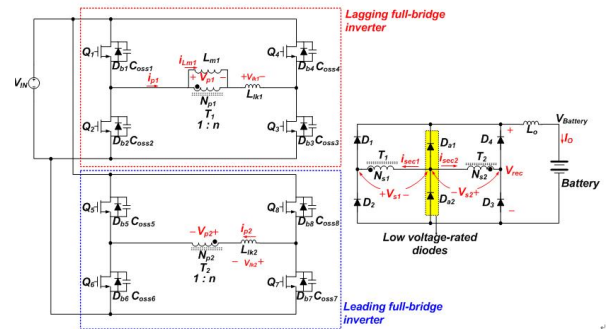 Lagging full-bridge
inverter
Q1
Db1 Coss1
iLm1
Lm1
Q4
Db4 Coss4
ip1
+ Vp1 −
+Vlk1−
VIN
Np1
Llk1
T1
1 : n
Q2
Db2 Coss2
Q3
Db3 Coss3
VBattery
Lo
IO
D1
T1
isec1
Da1
isec2
T2
D4
+
Ns1
Ns2
Vrec
Battery
+Vs1−
−Vs2+
D2
Da2
D3
−
Low voltage-rated
diodes
Q5
Db5
Coss5
Q8
Db8 Coss8
−Vp2+
ip2
Np2
Llk2
T2
− Vlk2 +
1 : n
Q6
Db6 Coss6
Q7
Db7 Coss7
Leading full-bridge
inverter